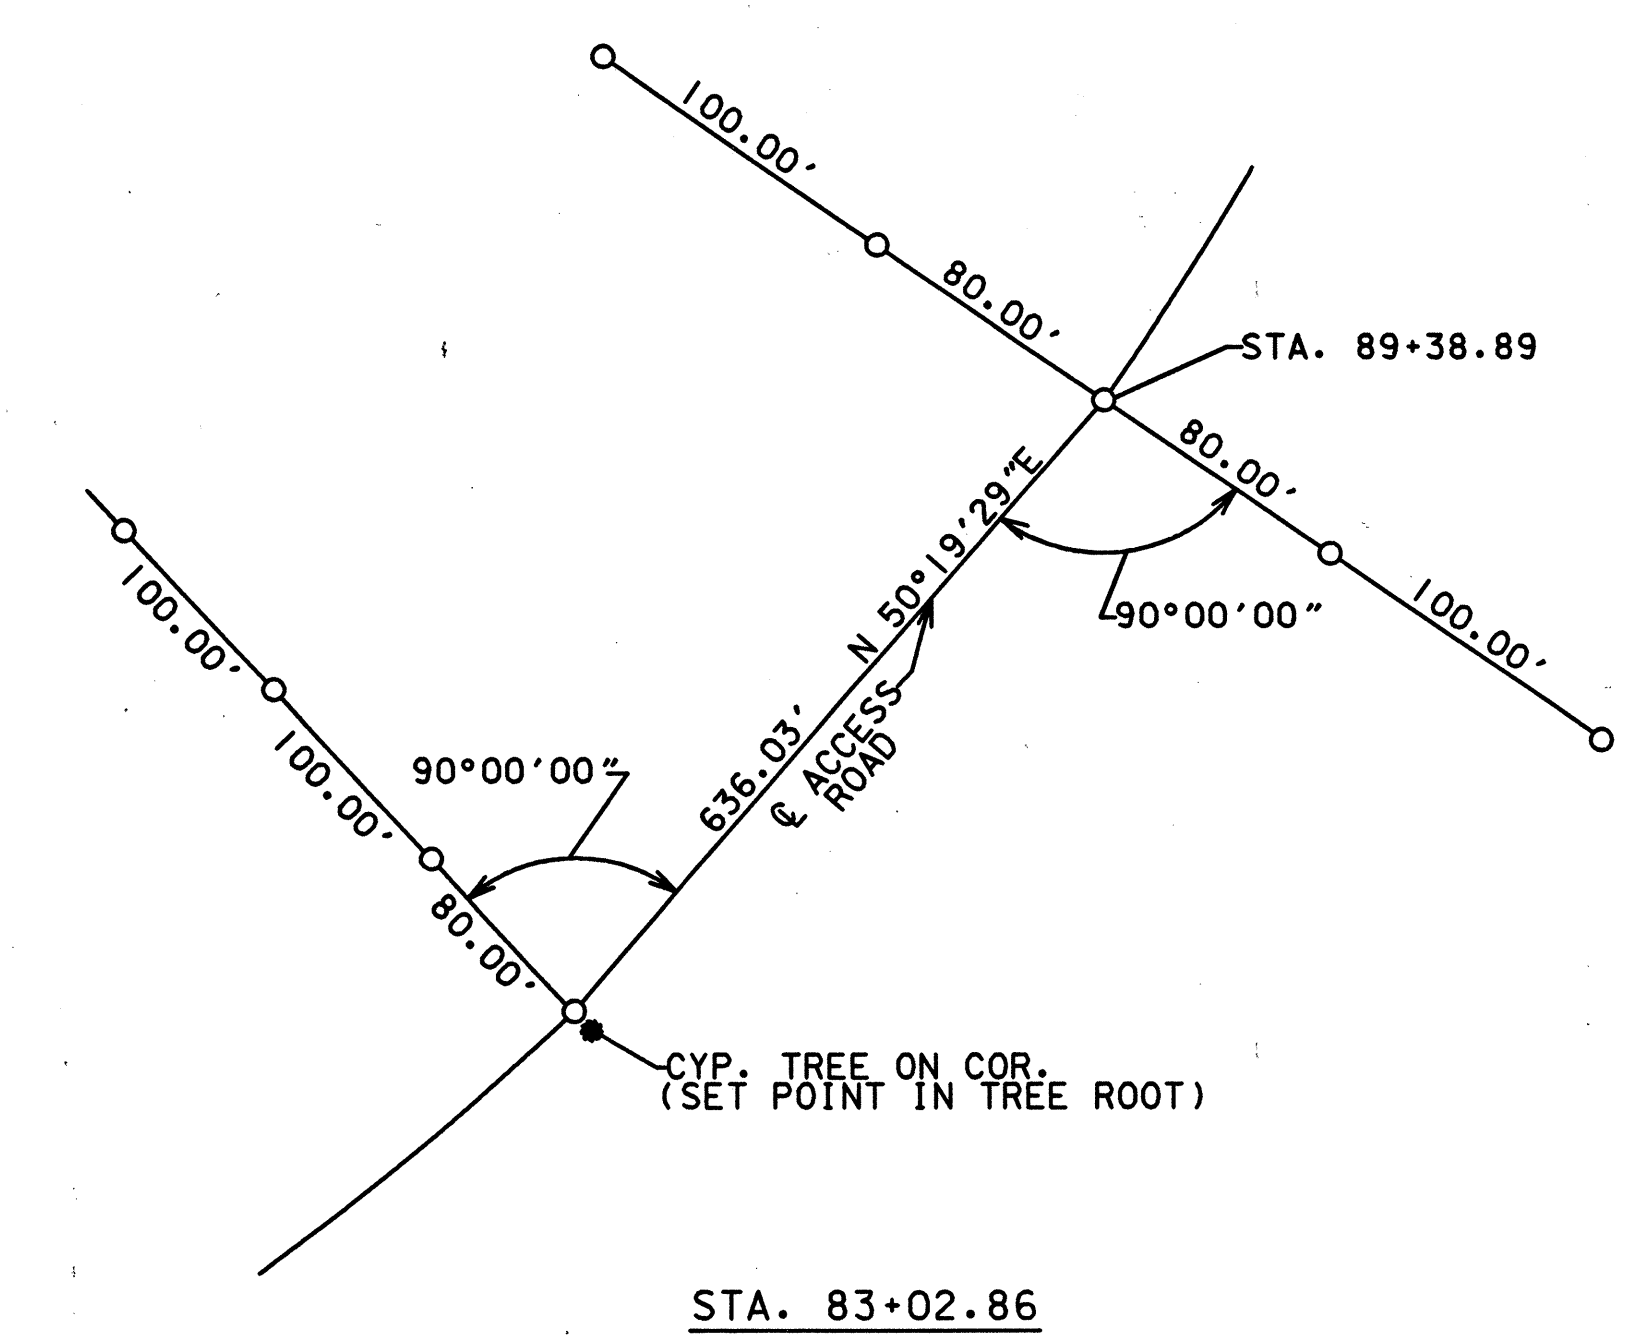 100.00'
80.00'
STA. 89+38.89
80.00'
100.00'
90°00'00"
N 50°19'29"E
636.03'
℄ ACCESS
ROAD
100.00'
100.00'
80.00'
90°00'00"
CYP. TREE ON COR.
(SET POINT IN TREE ROOT)
STA. 83+02.86